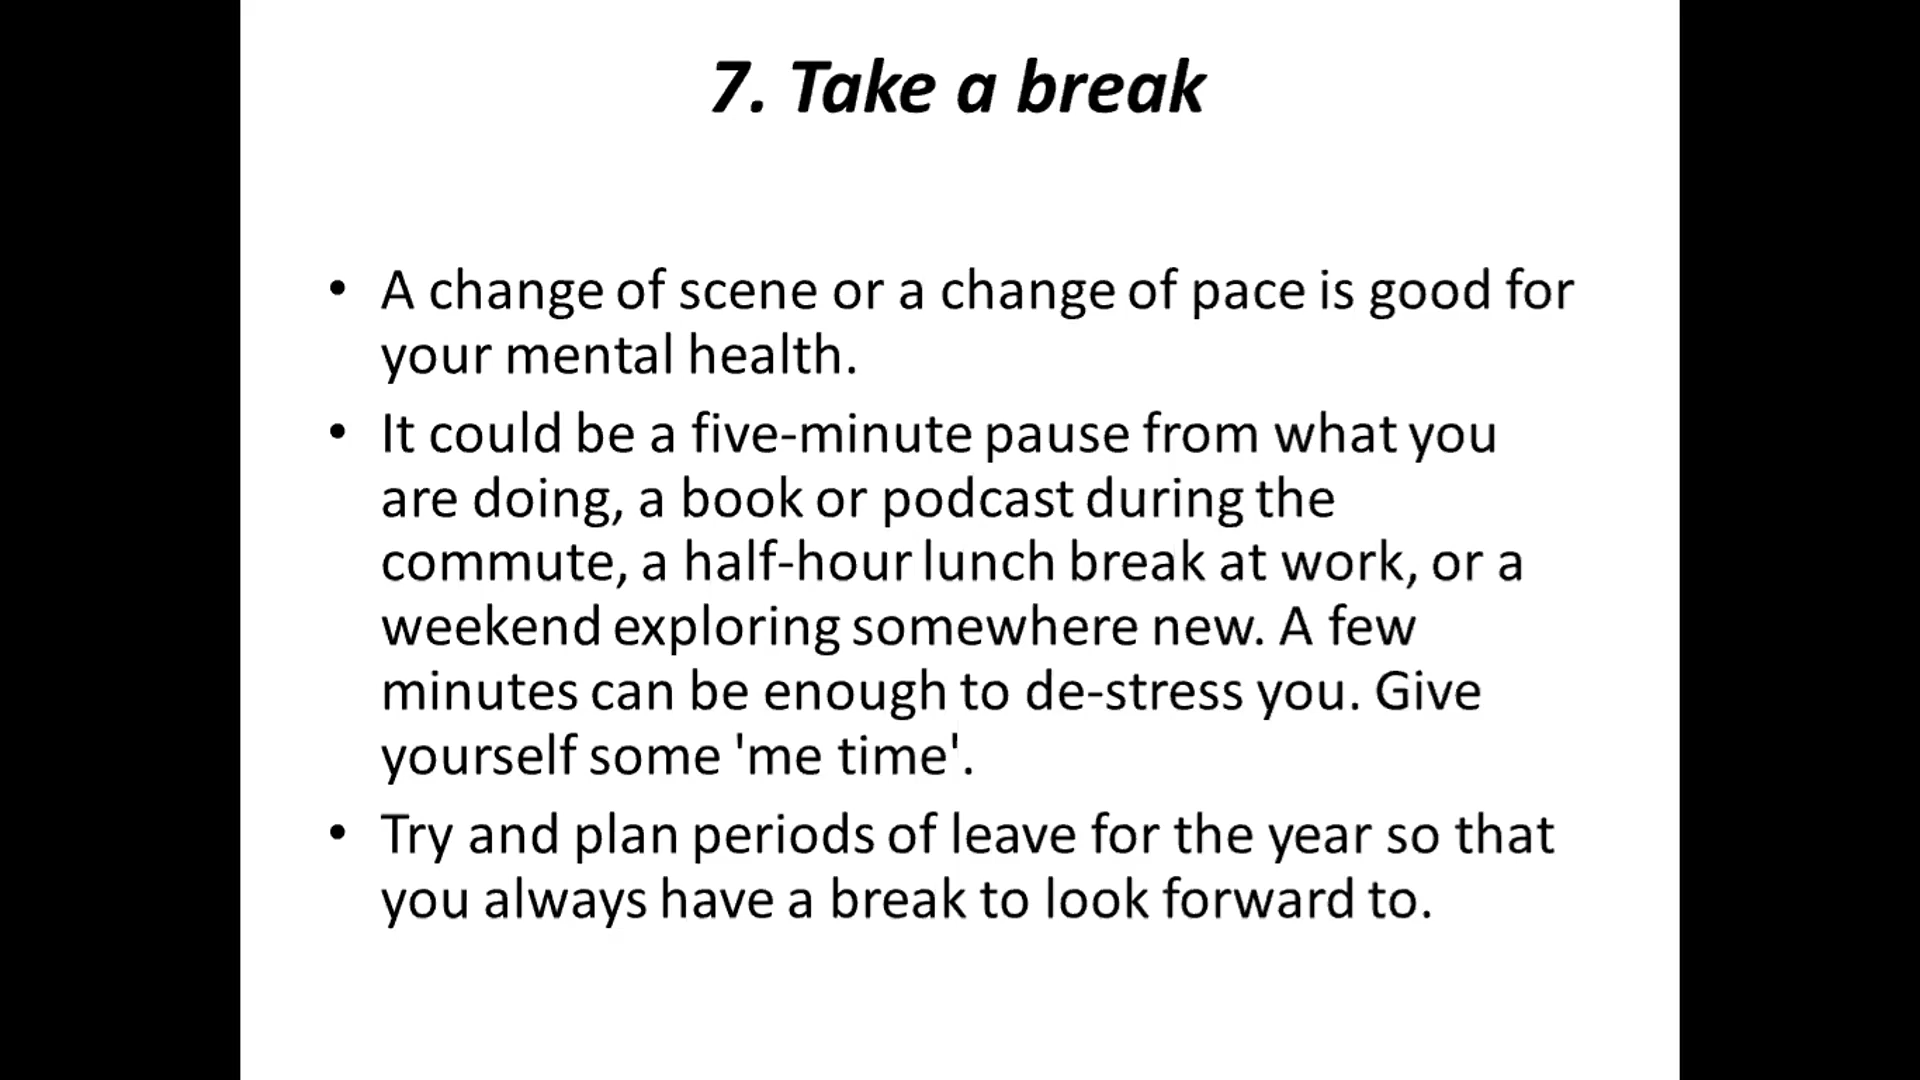 7. Take a break
• A change of scene or a change of pace is good for
your mental health.
• It could be a five-minute pause from what you
are doing, a book or podcast during the
commute, a half-hour lunch break at work, or a
weekend exploring somewhere new. A few
minutes can be enough to de-stress you. Give
yourself some 'me time'.
• Try and plan periods of leave for the year so that
you always have a break to look forward to.